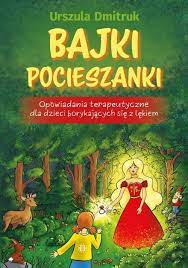 Urszula Dmitruk
BAJKI
POCIESZANKI
Opowiadania terapeutyczne
dla dzieci borykających się z lękiem